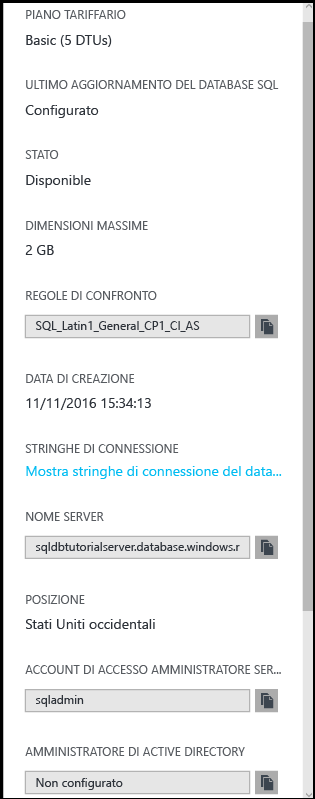 PIANO TARIFFARIO
Basic (5 DTUs)
ULTIMO AGGIORNAMENTO DEL DATABASE SQL
Configurato
STATO
Disponibile
DIMENSIONI MASSIME
2 GB
REGOLE DI CONFRONTO
SQL_Latin1_General_CP1_CI_AS
DATA DI CREAZIONE
11/11/2016 15:34:13
STRINGHE DI CONNESSIONE
Mostra stringhe di connessione del data...
NOME SERVER
sqldbtutorialserver.database.windows.r
POSIZIONE
Stati Uniti occidentali
ACCOUNT DI ACCESSO AMMINISTRATORE SER...
sqladmin
AMMINISTRATORE DI ACTIVE DIRECTORY
Non configurato